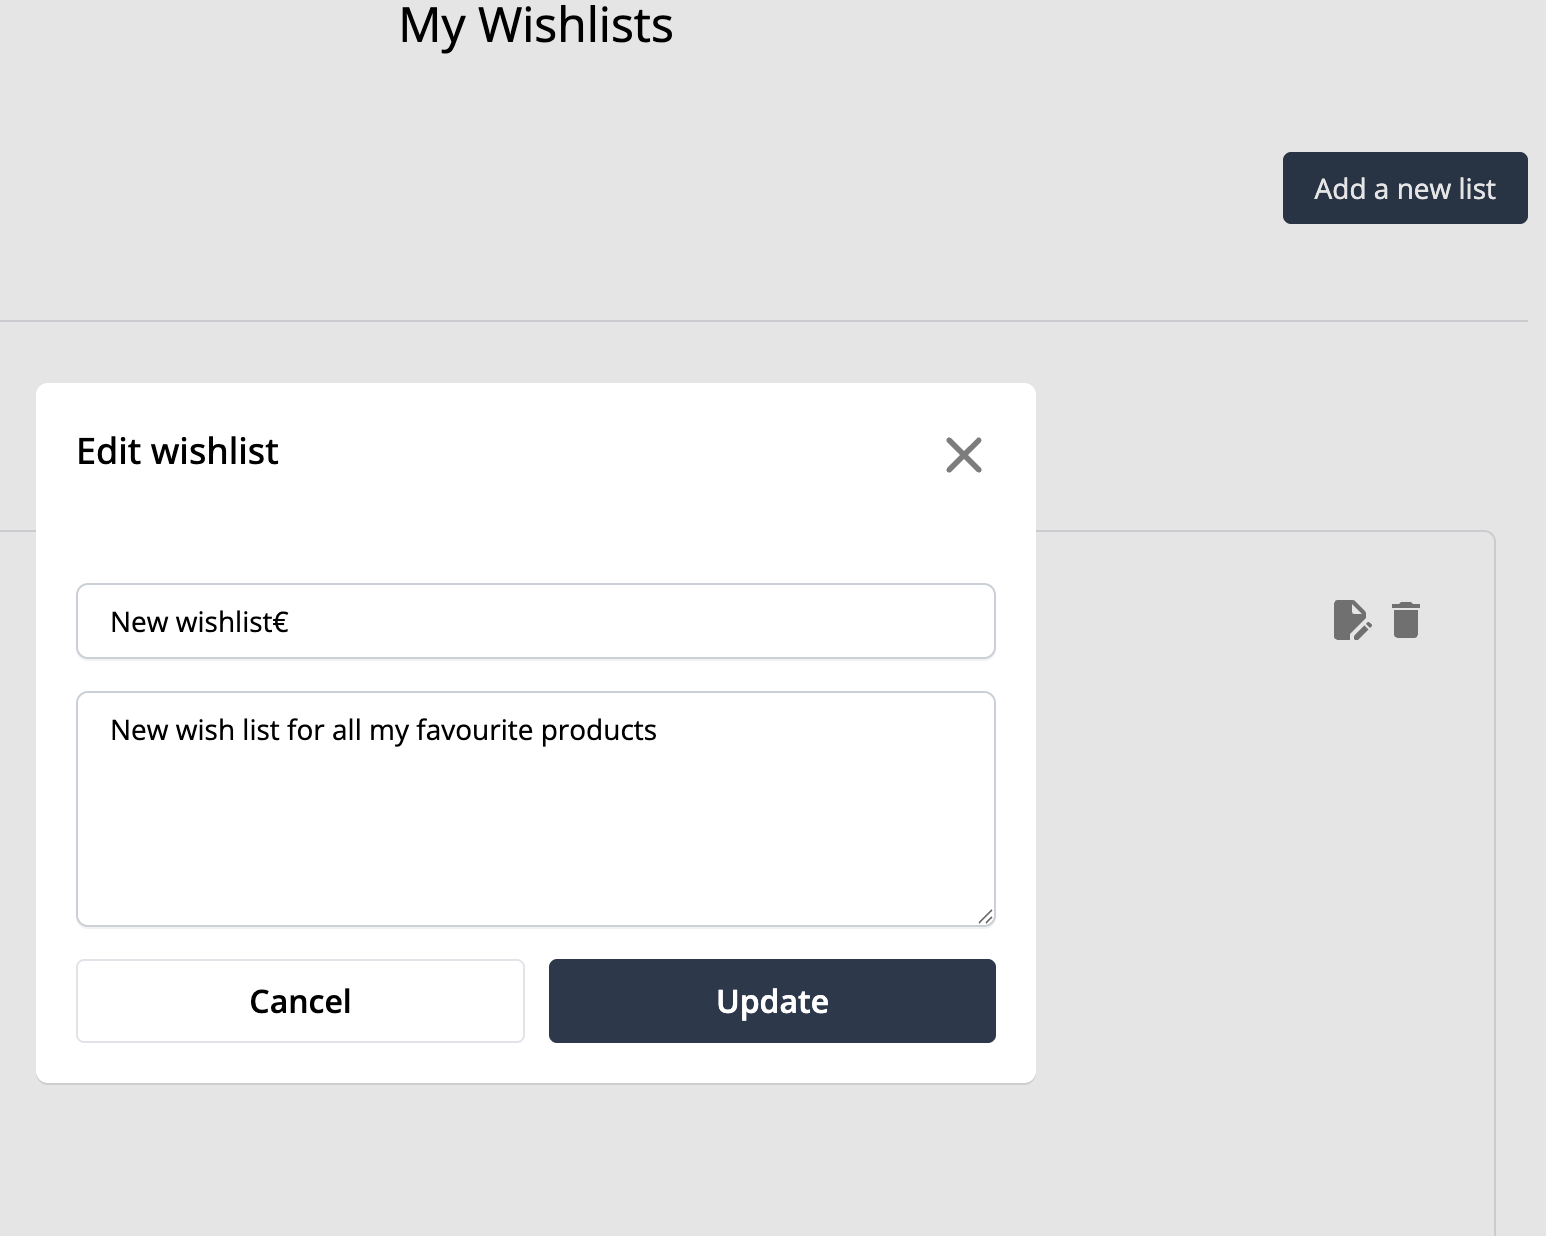 My Wishlists
Add a new list
Edit wishlist
New wishlist€
New wish list for all my favourite products
Cancel
Update